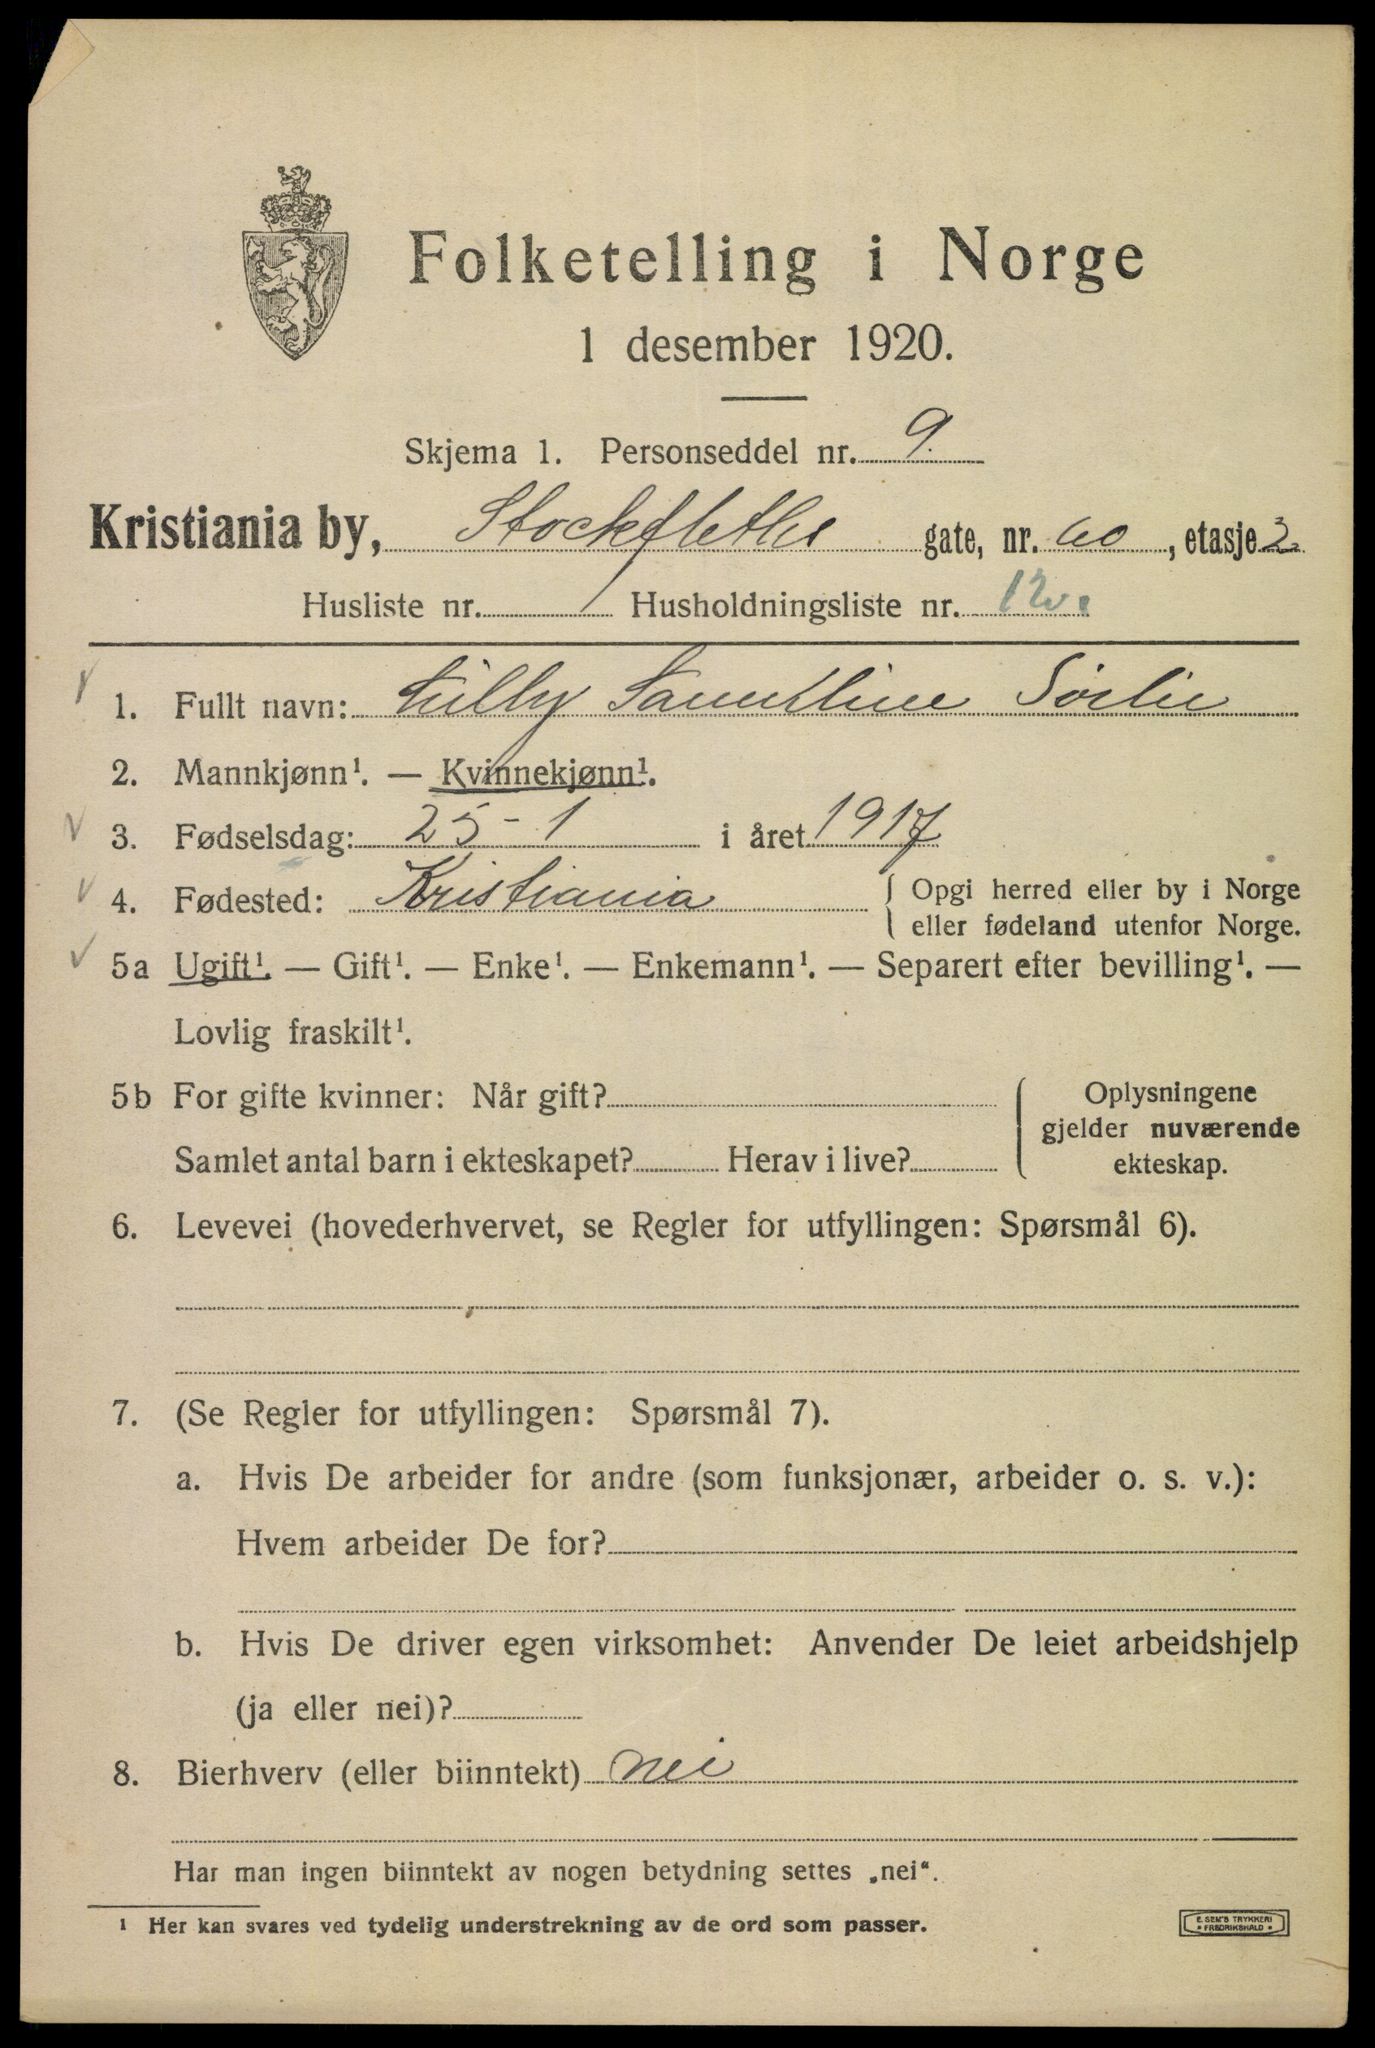 Folketelling i Norge
1 desember 1920.
Skjema 1. Personseddel nr. 9.
Kristiania by, Stockfleths gate, nr. 60, etasje 2.
Husliste nr. 1 Husholdningsliste nr.
1. Fullt navn: Lilly Sørlie
2. Mannkjønn¹. — Kvinnekjønn¹.
3. Fødselsdag: 25-1 i året 1917
4. Fødested: Kristiania { Opgi herred eller by i Norge
eller fødeland utenfor Norge.
5a Ugift¹. — Gift¹. — Enke¹. — Enkemann¹. — Separert efter bevilling¹. —
Lovlig fraskilt¹.
5b For gifte kvinner: Når gift? Oplysningene
gjelder nuværende
Samlet antal barn i ekteskapet? Herav i live? ekteskap.
6. Levevei (hovederhvervet, se Regler for utfyllingen: Spørsmål 6).
7. (Se Regler for utfyllingen: Spørsmål 7).
a. Hvis De arbeider for andre (som funksjonær, arbeider o. s. v.):
Hvem arbeider De for?
b. Hvis De driver egen virksomhet: Anvender De leiet arbeidshjelp
(ja eller nei)?
8. Bierhverv (eller biinntekt) nei
Har man ingen biinntekt av nogen betydning settes „nei“.
¹ Her kan svares ved tydelig understrekning av de ord som passer.
E. SEM'S TRYKKERI
* FREDRIKSHALD *